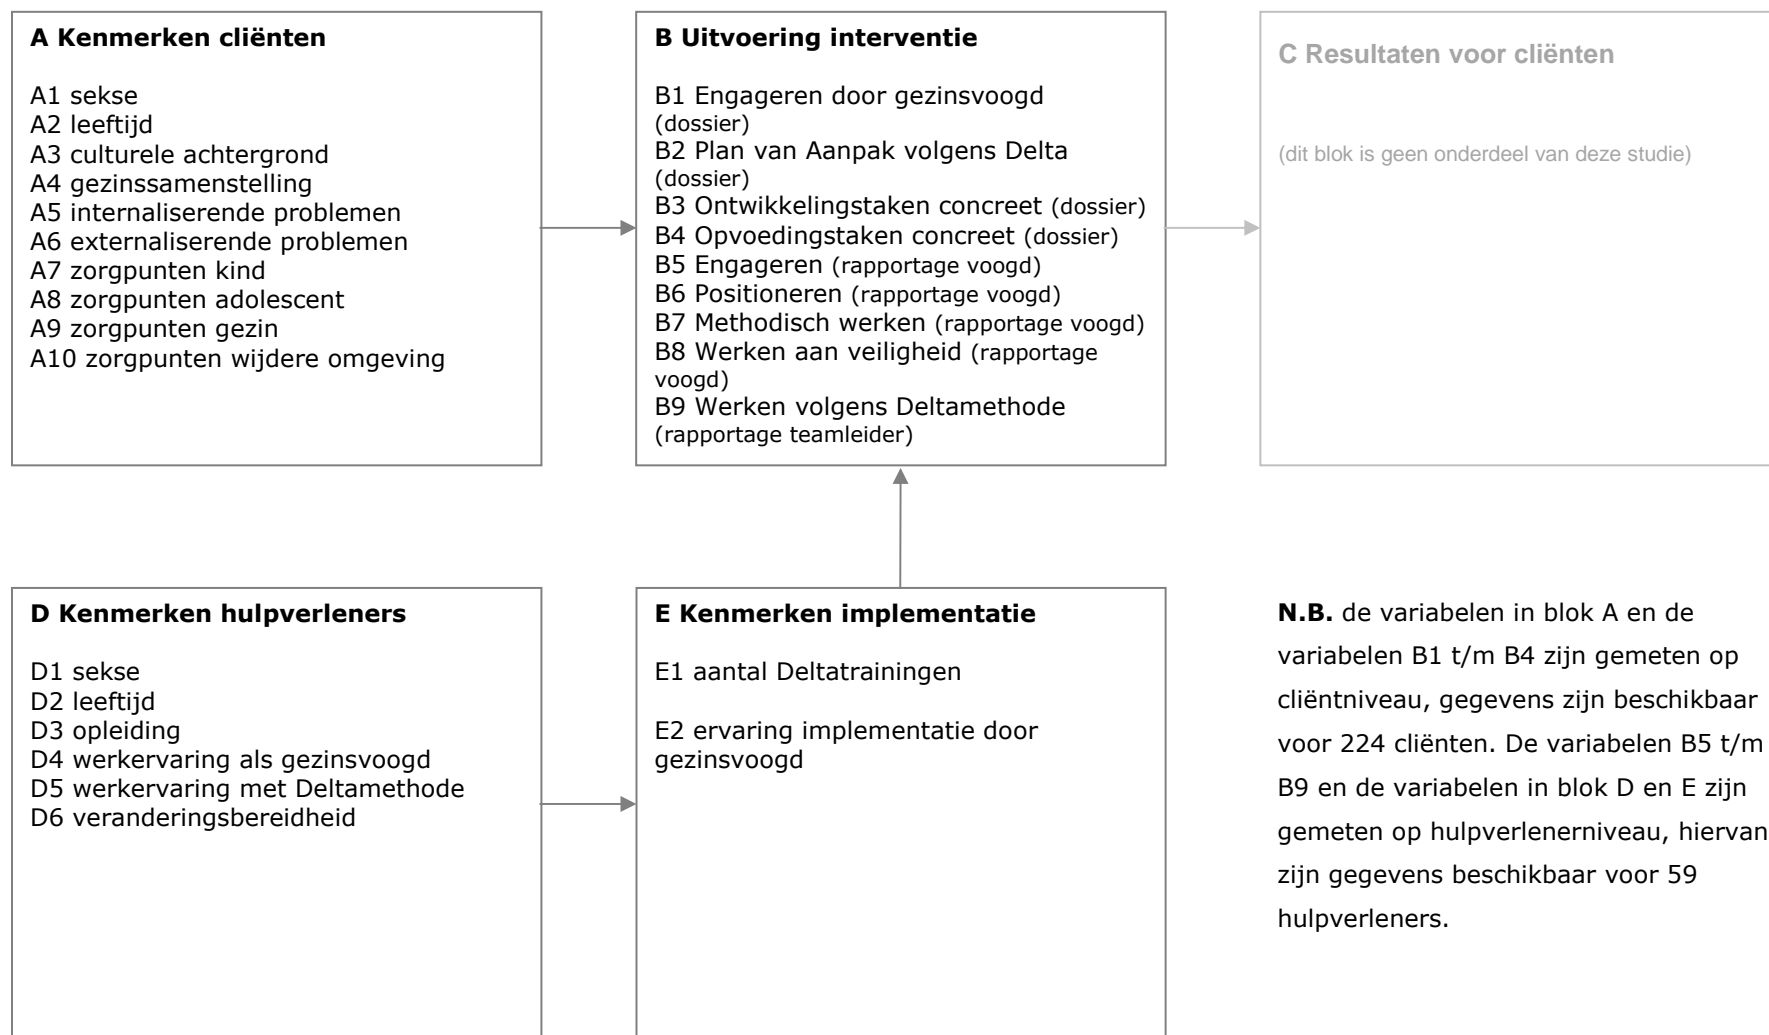 A Kenmerken cliënten
A1 sekse
A2 leeftijd
A3 culturele achtergrond
A4 gezinssamenstelling
A5 internaliserende problemen
A6 externaliserende problemen
A7 zorgpunten kind
A8 zorgpunten adolescent
A9 zorgpunten gezin
A10 zorgpunten wijdere omgeving
B Uitvoering interventie
B1 Engageren door gezinsvoogd
(dossier)
B2 Plan van Aanpak volgens Delta
(dossier)
B3 Ontwikkelingstaken concreet (dossier)
B4 Opvoedingstaken concreet (dossier)
B5 Engageren (rapportage voogd)
B6 Positioneren (rapportage voogd)
B7 Methodisch werken (rapportage voogd)
B8 Werken aan veiligheid (rapportage
voogd)
B9 Werken volgens Deltamethode
(rapportage teamleider)
C Resultaten voor cliënten
(dit blok is geen onderdeel van deze studie)
D Kenmerken hulpverleners
D1 sekse
D2 leeftijd
D3 opleiding
D4 werkervaring als gezinsvoogd
D5 werkervaring met Deltamethode
D6 veranderingsbereidheid
E Kenmerken implementatie
E1 aantal Deltatrainingen
E2 ervaring implementatie door
gezinsvoogd
N.B. de variabelen in blok A en de
variabelen B1 t/m B4 zijn gemeten op
cliëntniveau, gegevens zijn beschikbaar
voor 224 cliënten. De variabelen B5 t/m
B9 en de variabelen in blok D en E zijn
gemeten op hulpverlenerniveau, hiervan
zijn gegevens beschikbaar voor 59
hulpverleners.